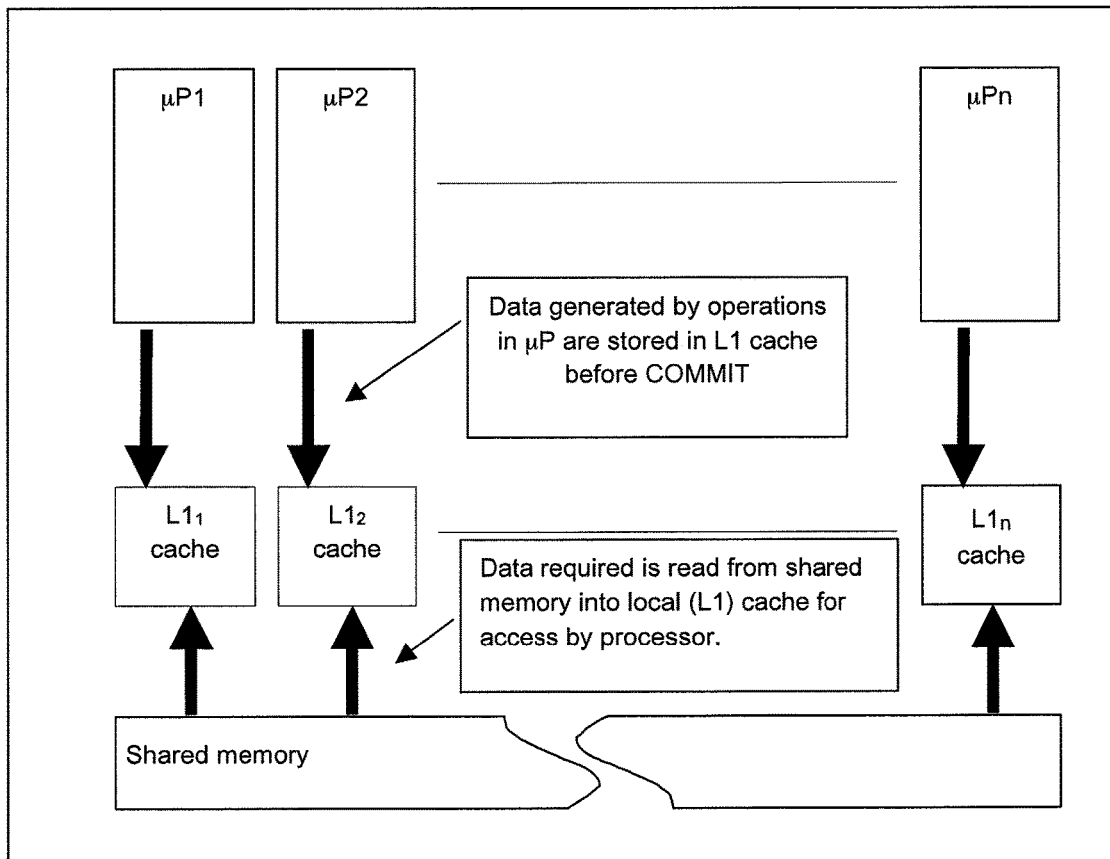 μP1
μP2
μPn
Data generated by operations
in μP are stored in L1 cache
before COMMIT
L1₁
cache
L1₂
cache
L1ₙ
cache
Data required is read from shared
memory into local (L1) cache for
access by processor.
Shared memory